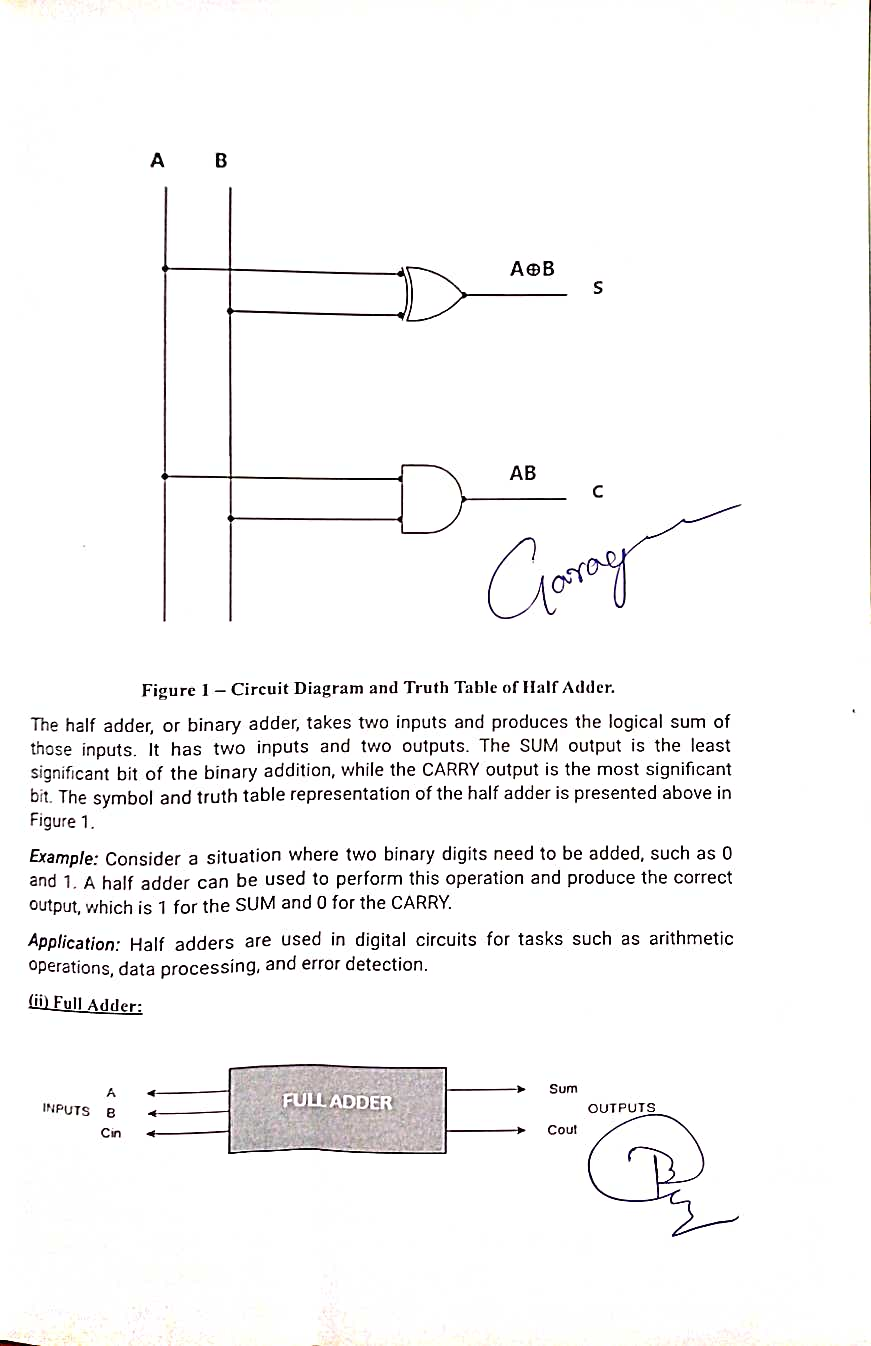 A B
A⊕B
S
AB
C
Figure 1 – Circuit Diagram and Truth Table of Half Adder.
The half adder, or binary adder, takes two inputs and produces the logical sum of
those inputs. It has two inputs and two outputs. The SUM output is the least
significant bit of the binary addition, while the CARRY output is the most significant
bit. The symbol and truth table representation of the half adder is presented above in
Figure 1.
Example: Consider a situation where two binary digits need to be added, such as 0
and 1. A half adder can be used to perform this operation and produce the correct
output, which is 1 for the SUM and 0 for the CARRY.
Application: Half adders are used in digital circuits for tasks such as arithmetic
operations, data processing, and error detection.
(ii) Full Adder:
INPUTS
A
B
Cin
FULL ADDER
Sum
Cout
OUTPUTS